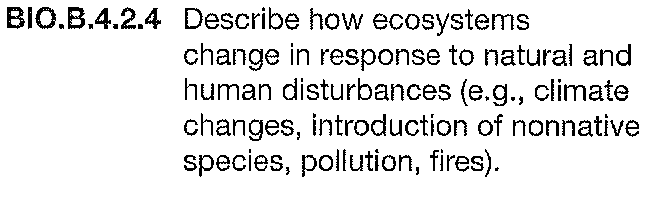 BIO.B.4.2.4 Describe how ecosystems
change in response to natural and
human disturbances (e.g., climate
changes, introduction of nonnative
species, pollution, fires).